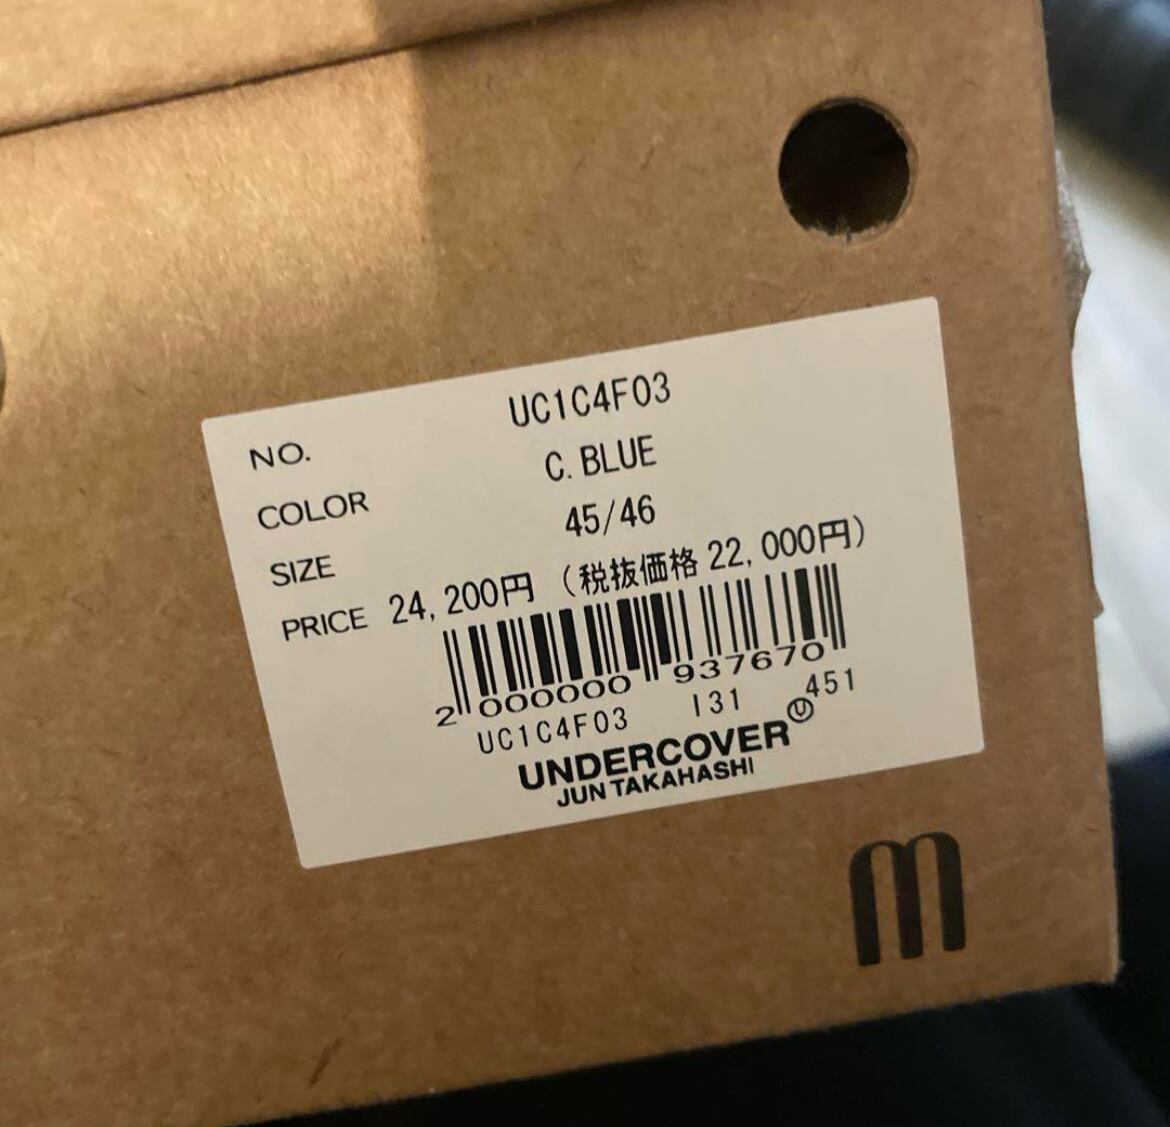 NO. UC1C4F03
COLOR C. BLUE
SIZE 45/46
PRICE 24, 200円 (税抜価格 22, 000円)
2 000000 937670
UC1C4F03 131 451
UNDERCOVER
JUN TAKAHASHI
m